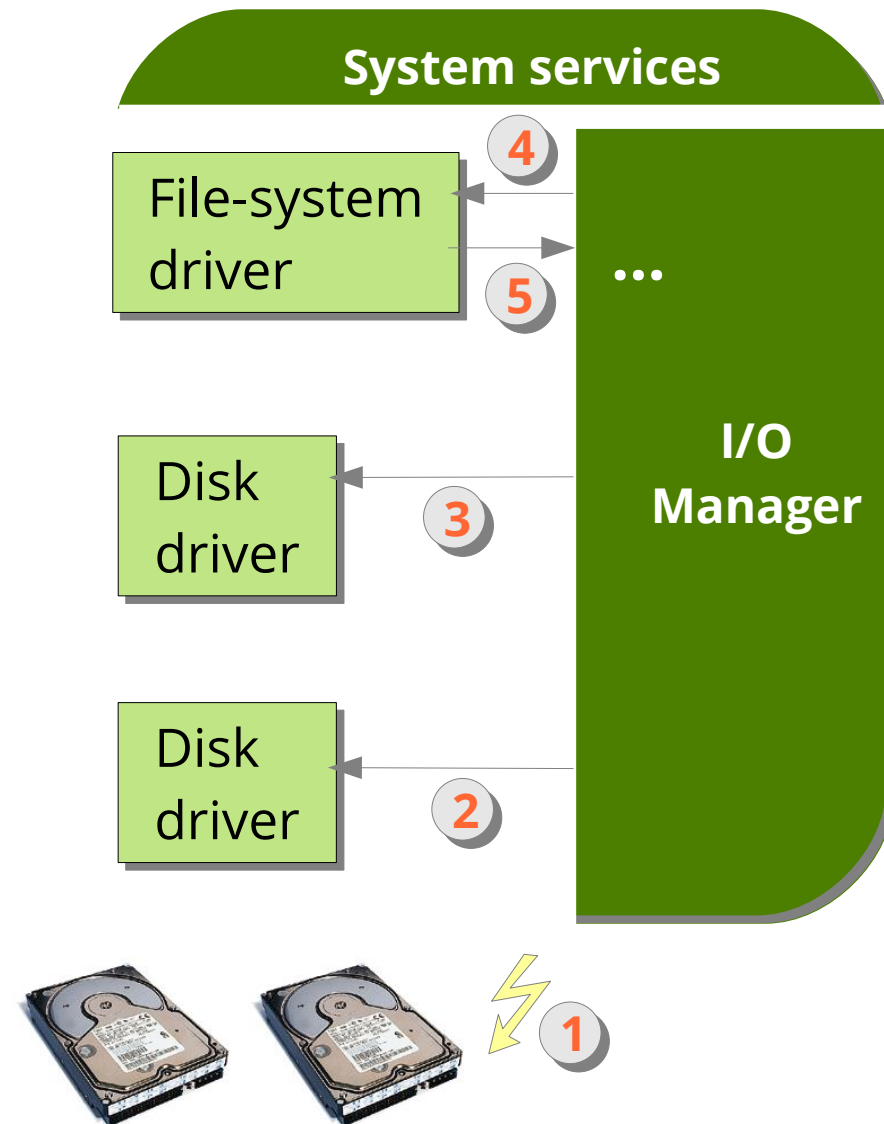 System services
4
File-system
driver
...
5
I/O
Manager
Disk
driver
3
Disk
driver
2
1